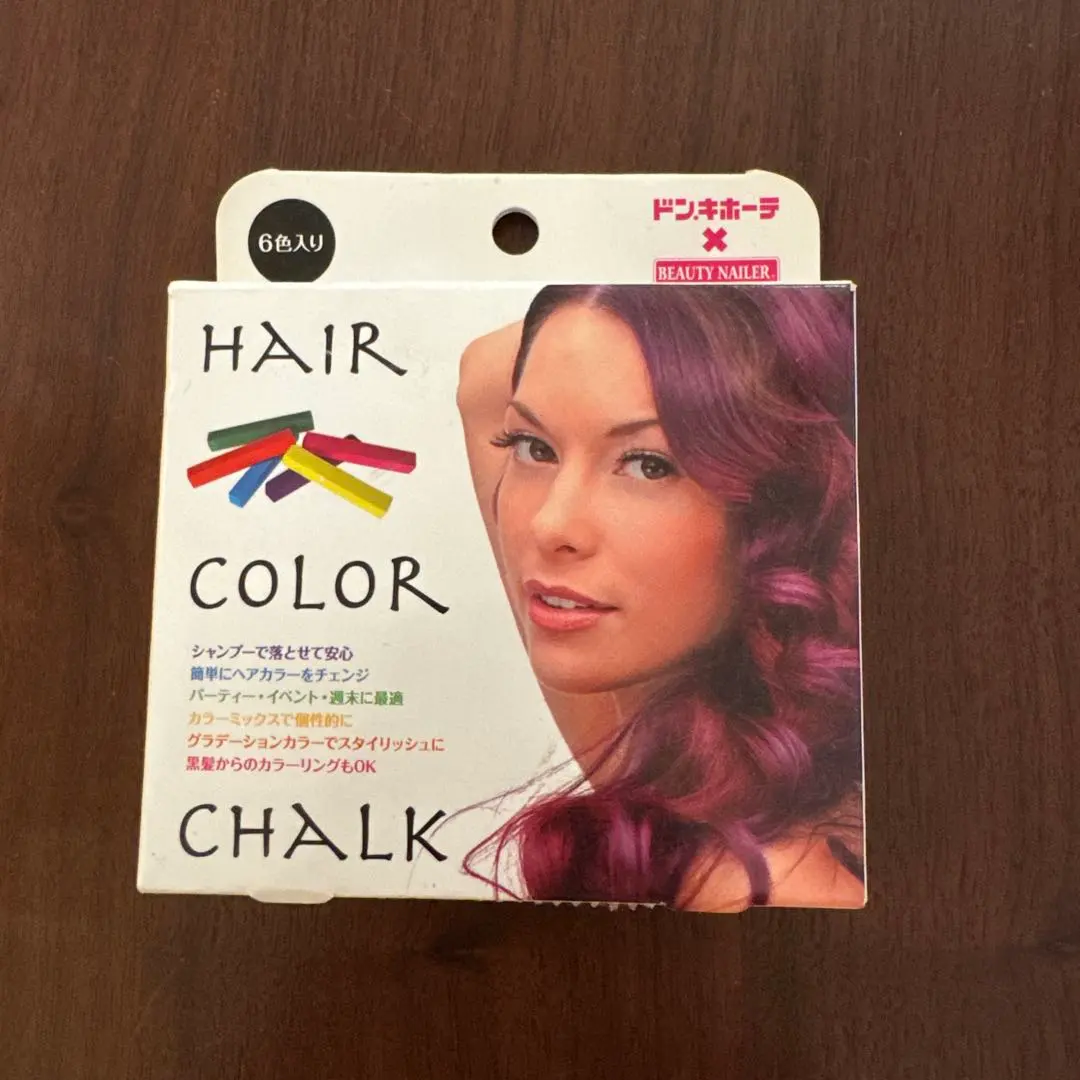 6色入り
ドン.キホーテ
×
BEAUTY NAILER
HAIR
COLOR
シャンプーで落とせて安心
簡単にヘアカラーをチェンジ
パーティー・イベント・週末に最適
カラーミックスで個性的に
グラデーションカラーでスタイリッシュに
黒髪からのカラーリングもOK
CHALK